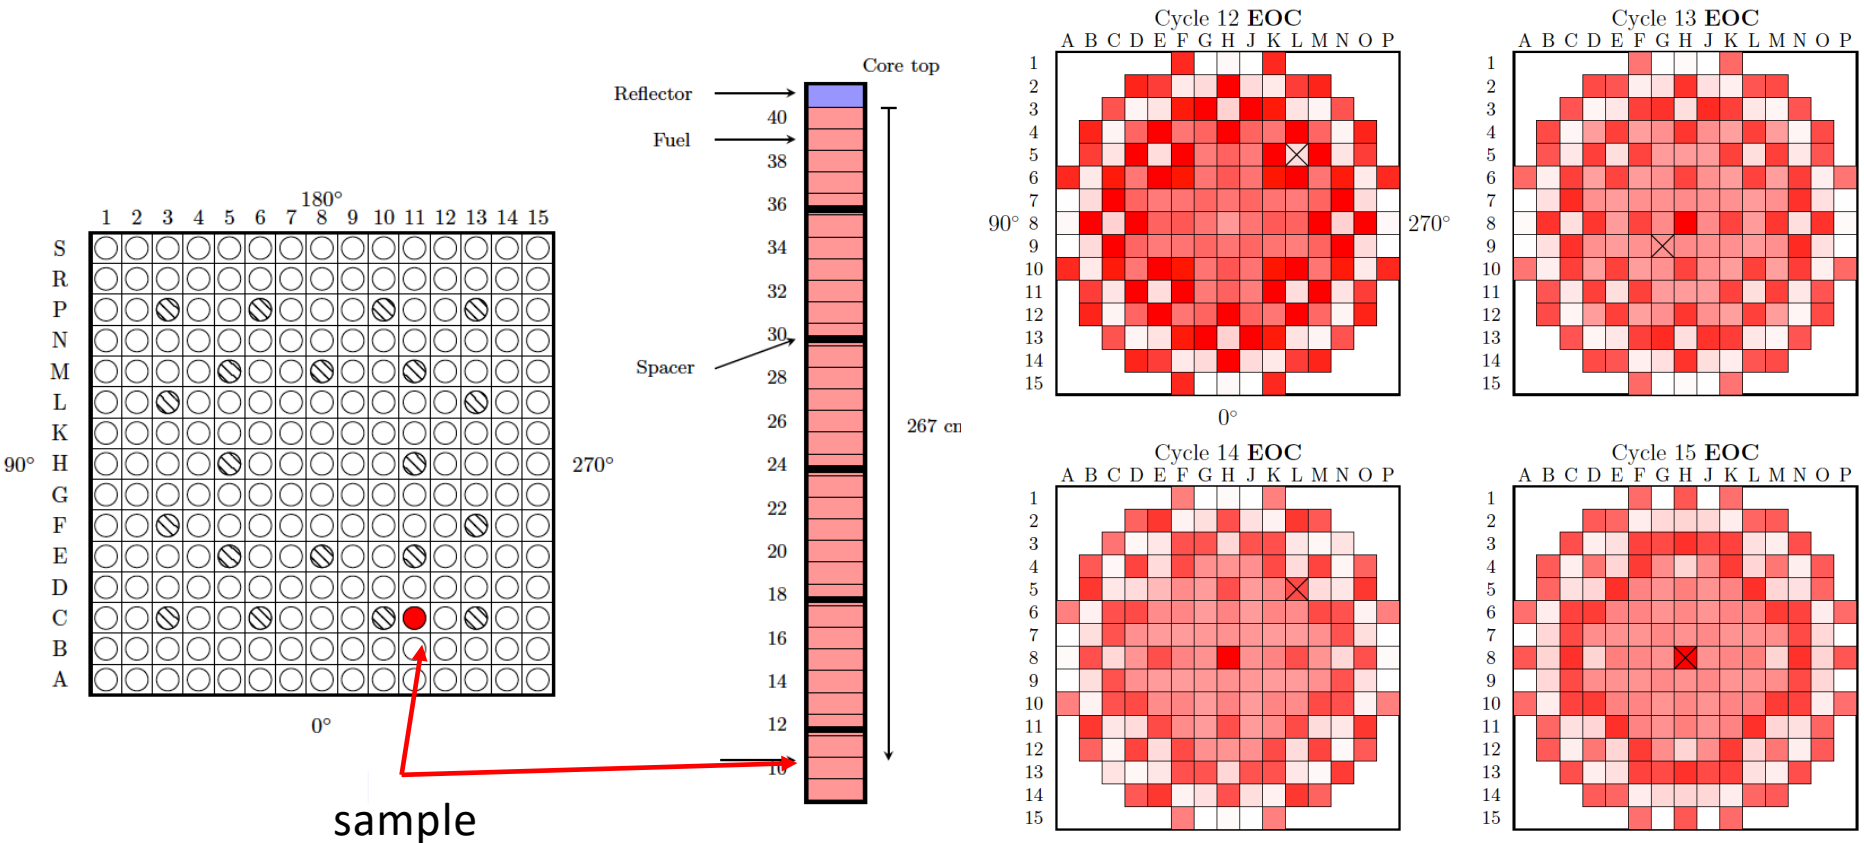 180°
1 2 3 4 5 6 7 8 9 10 11 12 13 14 15
S
R
P
N
M
L
K
90° H 270°
G
F
E
D
C
B
A
0°
sample
Core top
Reflector
40
Fuel
38
36
34
32
30
Spacer
28
26
267 cm
24
22
20
18
16
14
12
10
Cycle 12 EOC
A B C D E F G H J K L M N O P
1
2
3
4
5
6
7
90° 8 270°
9
10
11
12
13
14
15
0°
Cycle 13 EOC
A B C D E F G H J K L M N O P
1
2
3
4
5
6
7
8
9
10
11
12
13
14
15
Cycle 14 EOC
A B C D E F G H J K L M N O P
1
2
3
4
5
6
7
8
9
10
11
12
13
14
15
Cycle 15 EOC
A B C D E F G H J K L M N O P
1
2
3
4
5
6
7
8
9
10
11
12
13
14
15